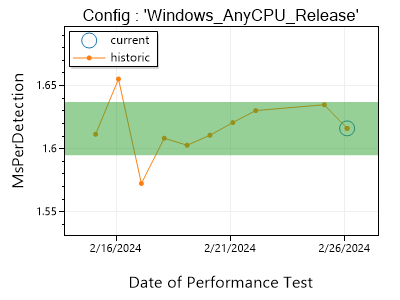 Config : 'Windows_AnyCPU_Release'
current
historic
MsPerDetection
1.65
1.6
1.55
2/16/2024
2/21/2024
2/26/2024
Date of Performance Test